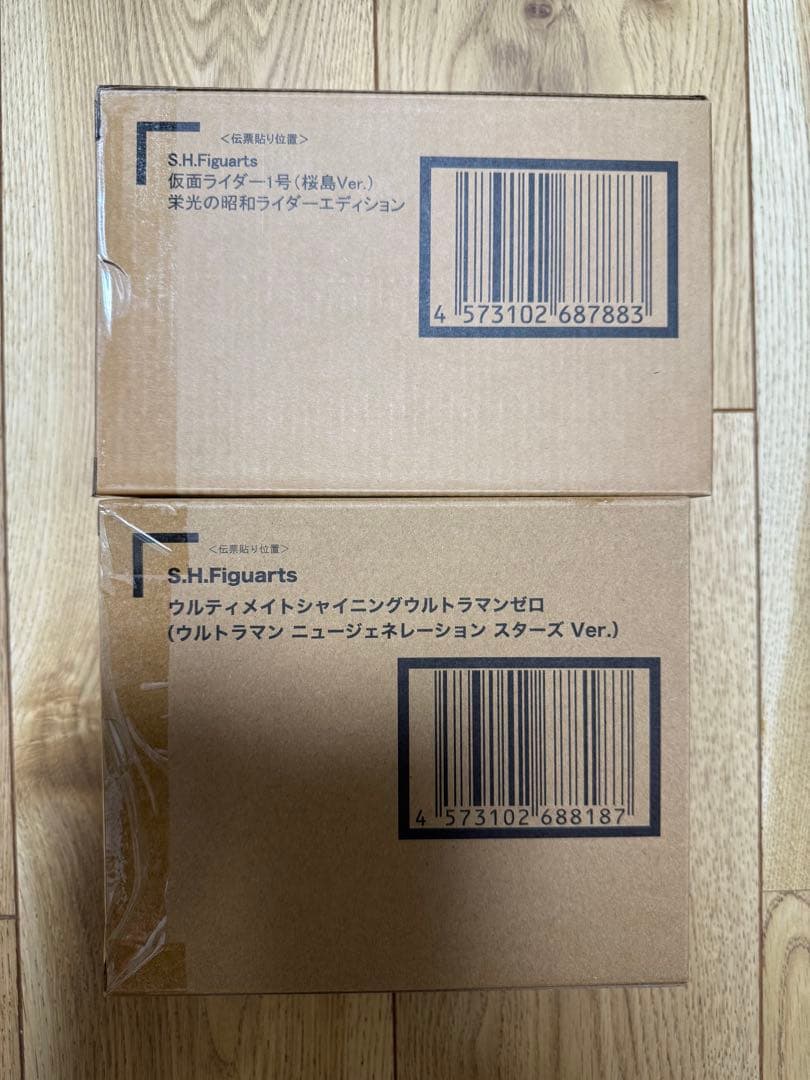 <伝票貼り位置>
S.H.Figuarts
仮面ライダー1号(桜島Ver.)
栄光の昭和ライダーエディション
4 573102 687883
<伝票貼り位置>
S.H.Figuarts
ウルティメイトシャイニングウルトラマンゼロ
(ウルトラマン ニュージェネレーション スターズ Ver.)
4 573102 688187